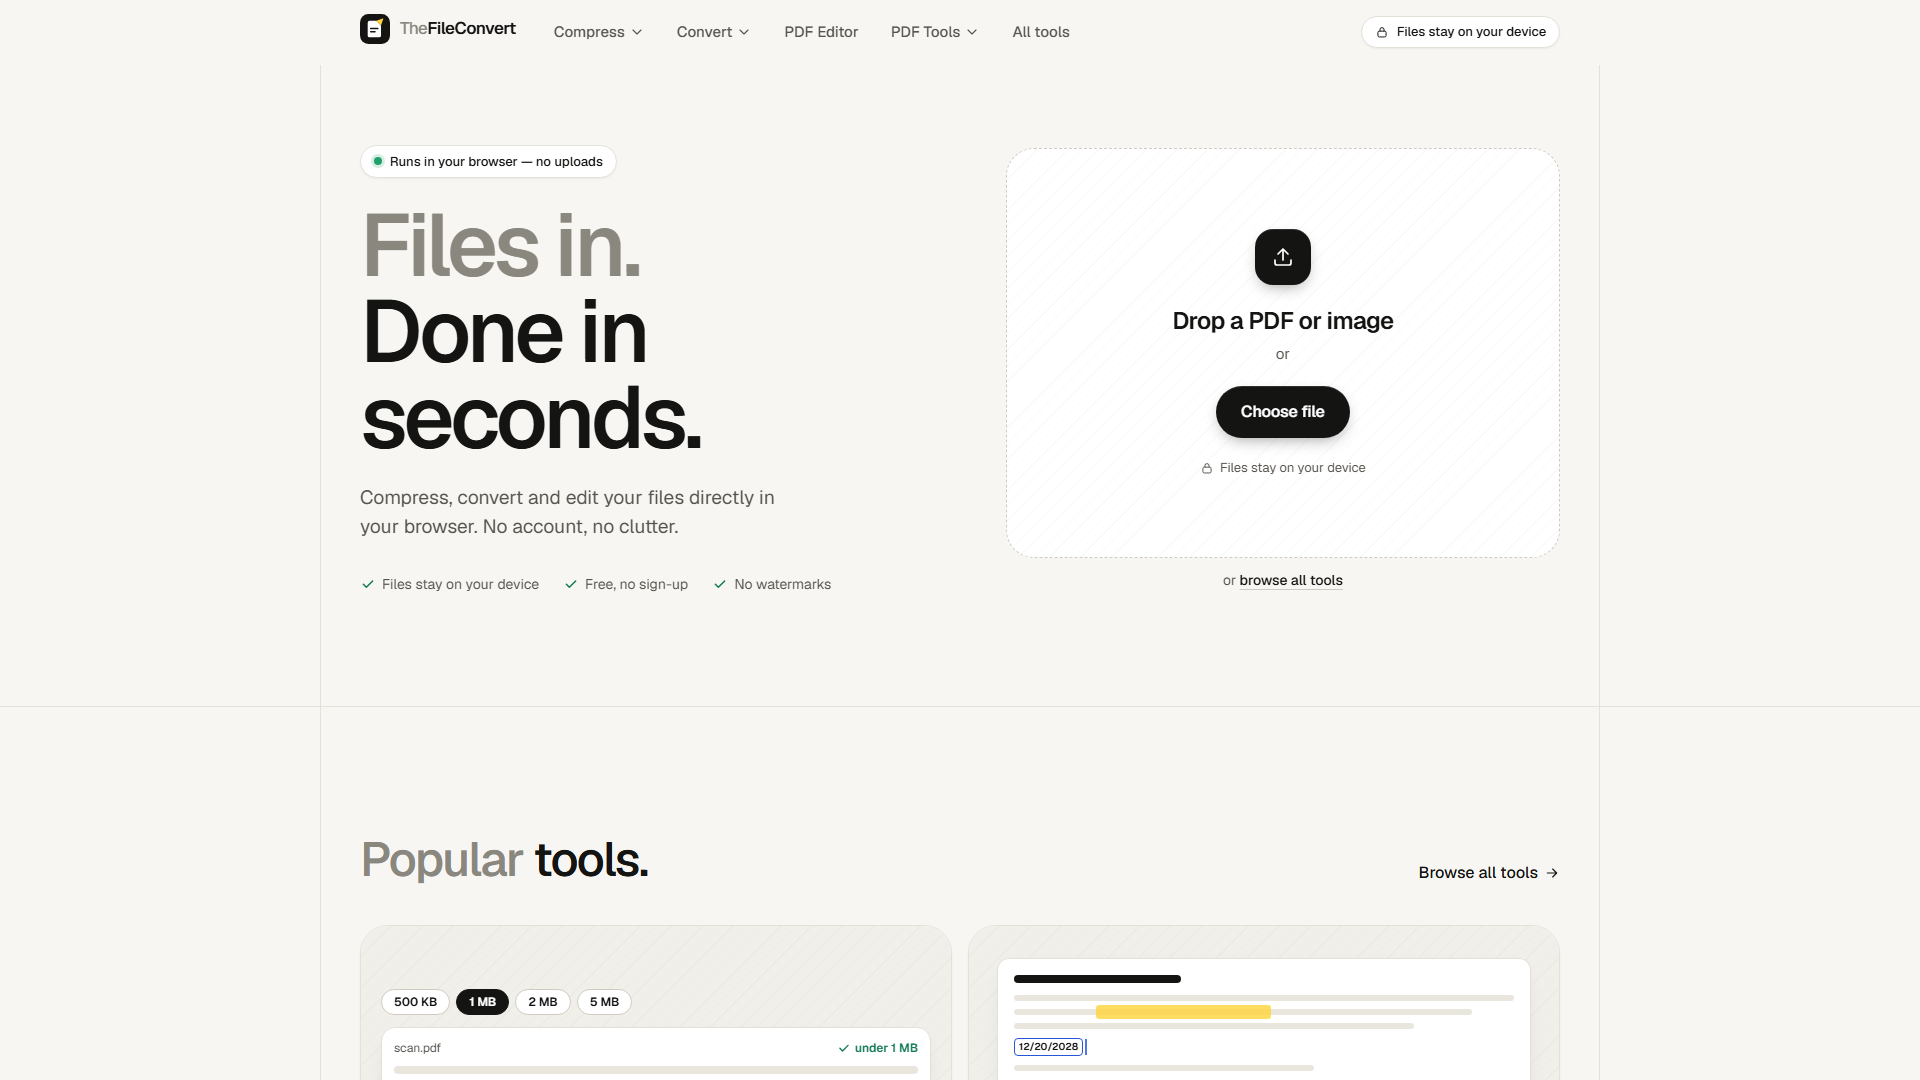 TheFileConvert
Compress
Convert
PDF Editor
PDF Tools
All tools
Files stay on your device
Runs in your browser — no uploads
Files in.
Done in
seconds.
Compress, convert and edit your files directly in
your browser. No account, no clutter.
Files stay on your device
Free, no sign-up
No watermarks
Drop a PDF or image
or
Choose file
Files stay on your device
or browse all tools
Popular tools.
Browse all tools
500 KB
1 MB
2 MB
5 MB
scan.pdf
under 1 MB
12/20/2028